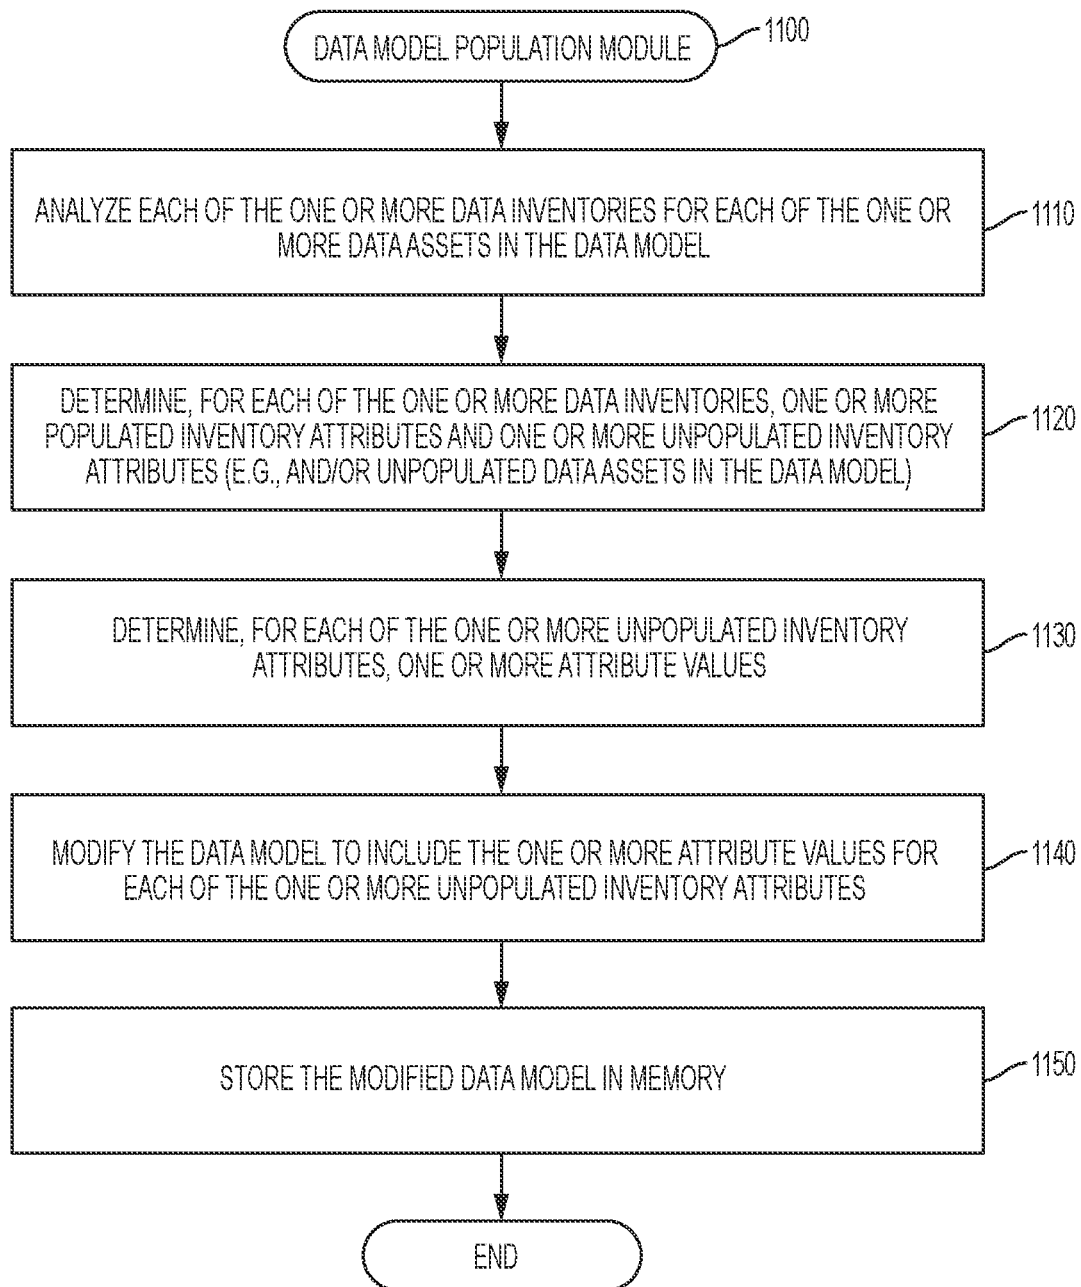 DATA MODEL POPULATION MODULE
1100
ANALYZE EACH OF THE ONE OR MORE DATA INVENTORIES FOR EACH OF THE ONE OR
MORE DATA ASSETS IN THE DATA MODEL
1110
DETERMINE, FOR EACH OF THE ONE OR MORE DATA INVENTORIES, ONE OR MORE
POPULATED INVENTORY ATTRIBUTES AND ONE OR MORE UNPOPULATED INVENTORY
ATTRIBUTES (E.G., AND/OR UNPOPULATED DATA ASSETS IN THE DATA MODEL)
1120
DETERMINE, FOR EACH OF THE ONE OR MORE UNPOPULATED INVENTORY
ATTRIBUTES, ONE OR MORE ATTRIBUTE VALUES
1130
MODIFY THE DATA MODEL TO INCLUDE THE ONE OR MORE ATTRIBUTE VALUES FOR
EACH OF THE ONE OR MORE UNPOPULATED INVENTORY ATTRIBUTES
1140
STORE THE MODIFIED DATA MODEL IN MEMORY
1150
END